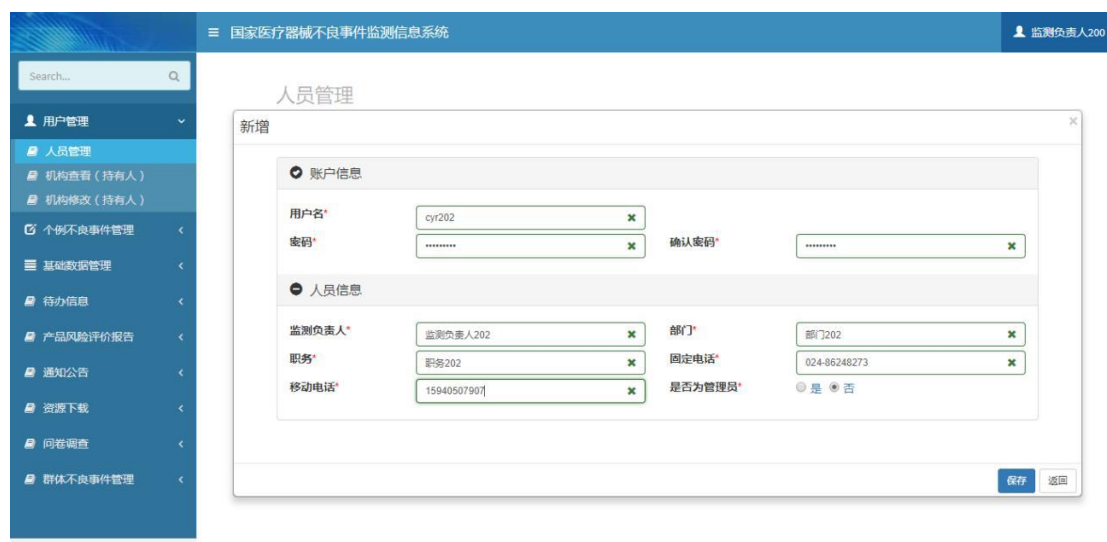 国家医疗器械不良事件监测信息系统
监测负责人200
Search...
人员管理
用户管理
人员管理
机构查看（持有人）
机构修改（持有人）
个例不良事件管理
基础数据管理
待办信息
产品风险评价报告
通知公告
资源下载
问卷调查
群体不良事件管理
新增
账户信息
用户名* cyr202
密码* ••••••••• 确认密码* •••••••••
人员信息
监测负责人* 监测负责人202 部门* 部门202
职务* 职务202 固定电话* 024-86248273
移动电话* 15940507907 是否为管理员* 是 否
保存 返回